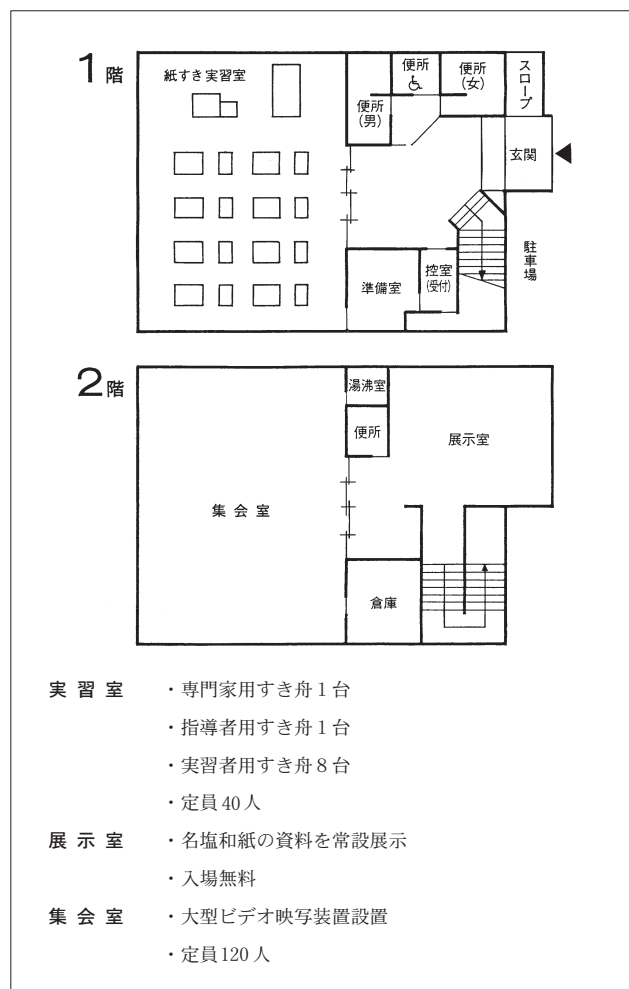 1階
紙すき実習室
便所
(男)
便所
便所
(女)
スロープ
玄関
準備室
控室
(受付)
駐車場
2階
湯沸室
便所
展示室
集会室
倉庫
実習室 ・専門家用すき舟1台
・指導者用すき舟1台
・実習者用すき舟8台
・定員40人
展示室 ・名塩和紙の資料を常設展示
・入場無料
集会室 ・大型ビデオ映写装置設置
・定員120人